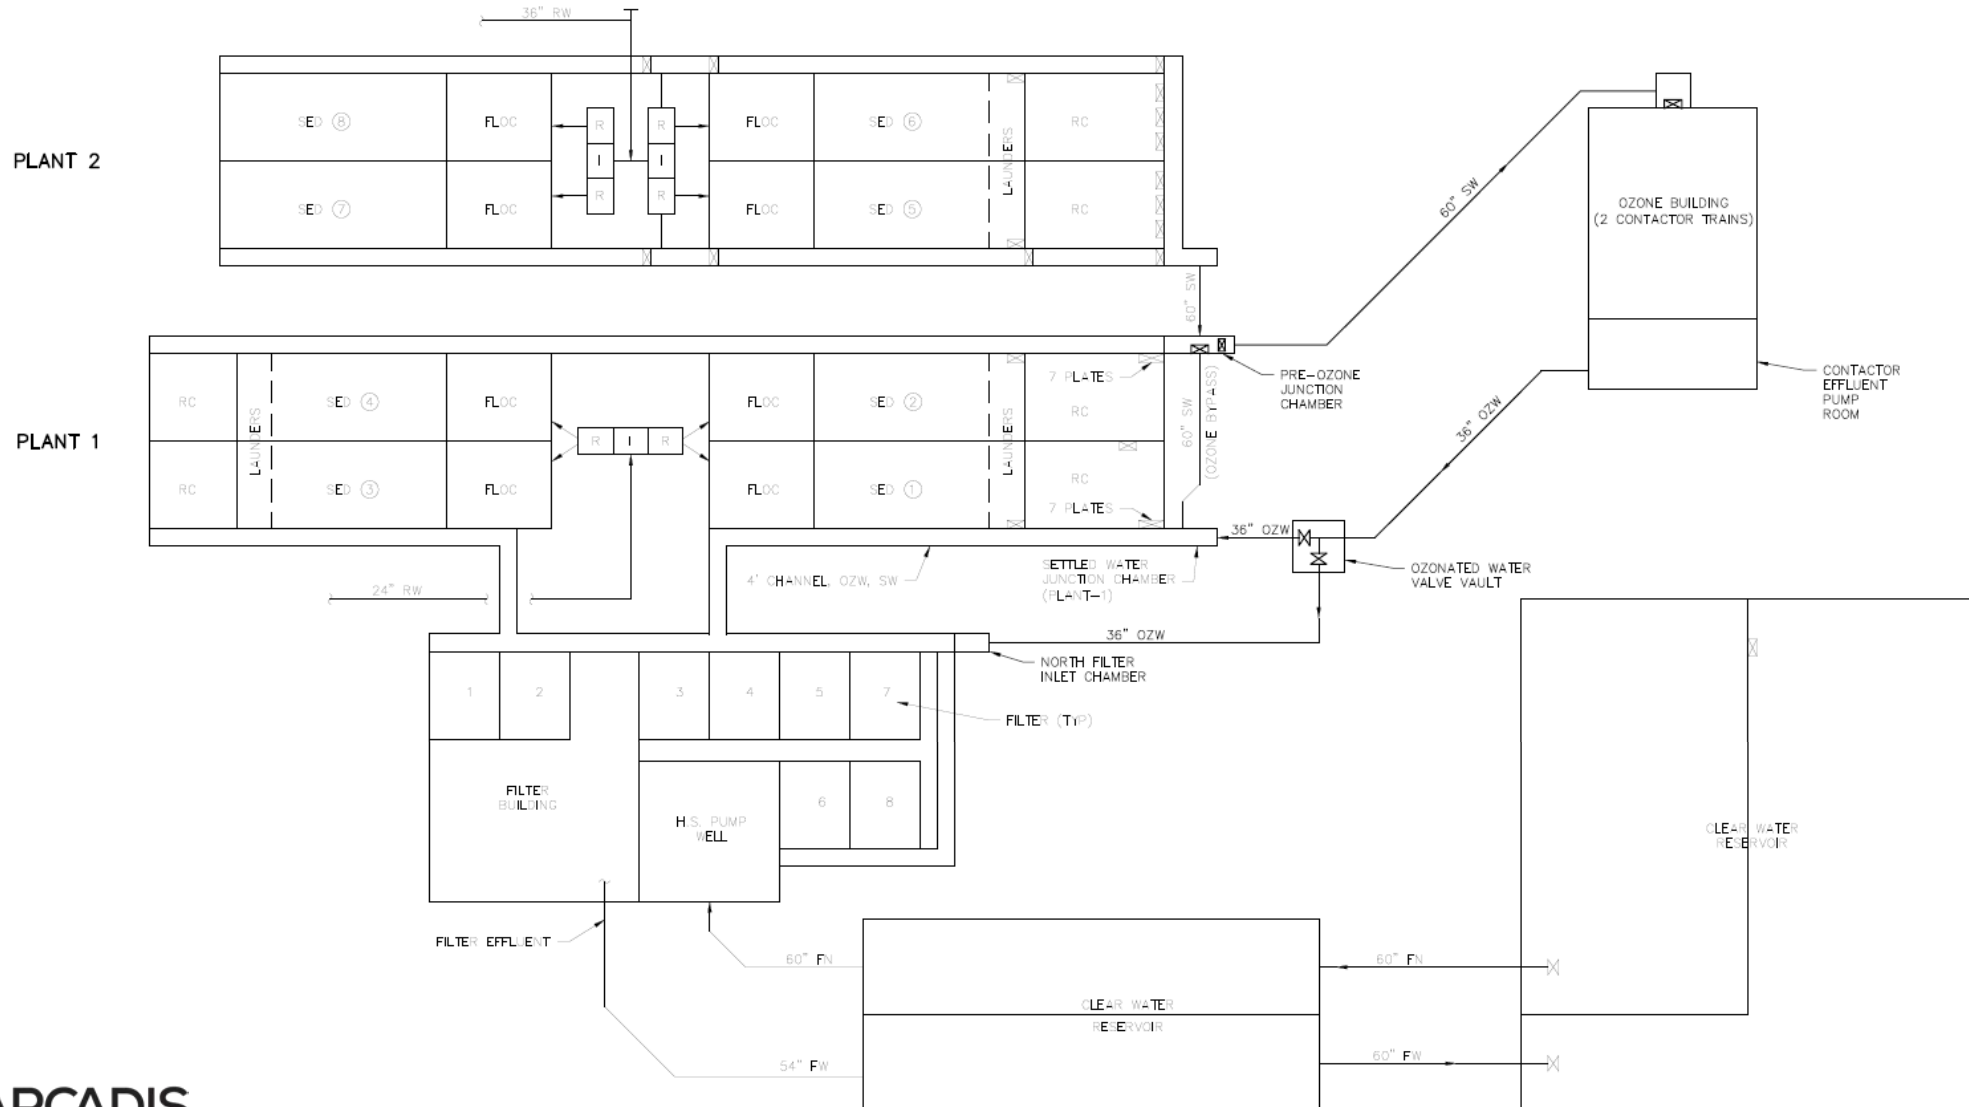 36" RW
SED 8
FLOC
R
R
FLOC
SED 6
RC
PLANT 2
I
I
LAUNDERS
SED 7
FLOC
R
R
FLOC
SED 5
RC
60" SW
OZONE BUILDING
(2 CONTACTOR TRAINS)
60" SW
PRE-OZONE
JUNCTION
CHAMBER
CONTACTOR
EFFLUENT
PUMP
ROOM
7 PLATES
RC
SED 4
FLOC
FLOC
SED 2
RC
PLANT 1
LAUNDERS
R
I
R
LAUNDERS
60" SW
(OZONE BYPASS)
36" OZW
RC
SED 3
FLOC
FLOC
SED 1
RC
7 PLATES
36" OZW
4' CHANNEL, OZW, SW
SETTLED WATER
JUNCTION CHAMBER
(PLANT-1)
OZONATED WATER
VALVE VAULT
24" RW
36" OZW
NORTH FILTER
INLET CHAMBER
1
2
3
4
5
7
FILTER (TYP)
FILTER
BUILDING
H.S. PUMP
WELL
6
8
CLEAR WATER
RESERVOIR
FILTER EFFLUENT
60" FN
60" FN
CLEAR WATER
RESERVOIR
54" FW
60" FW
ARCADIS